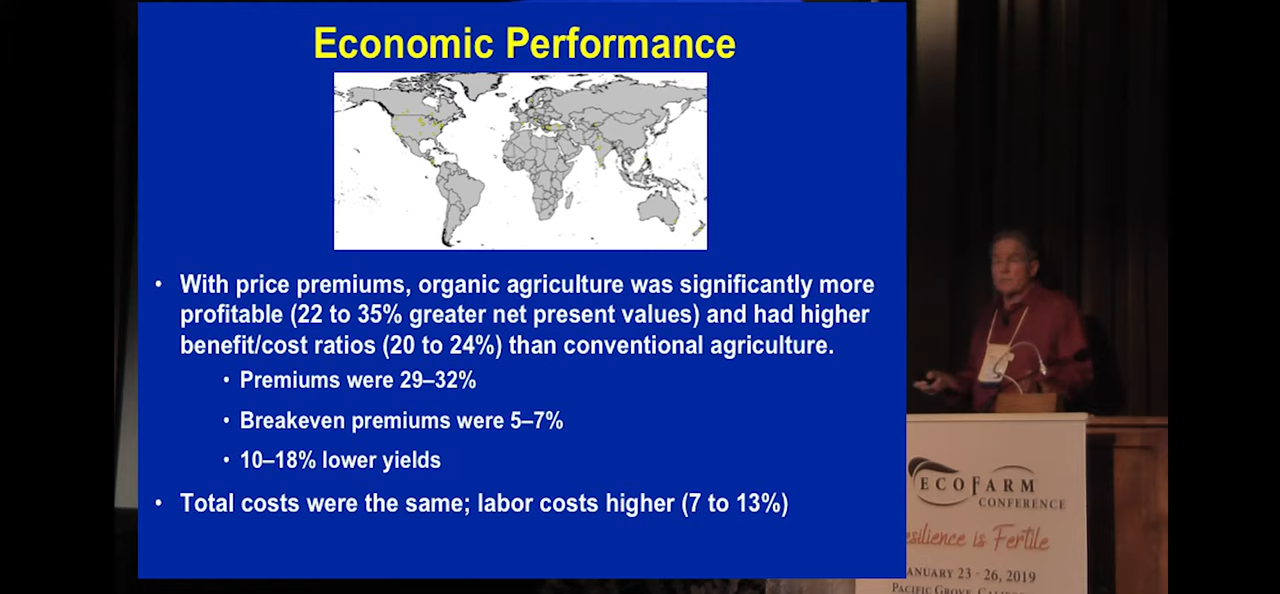 Economic Performance
• With price premiums, organic agriculture was significantly more
profitable (22 to 35% greater net present values) and had higher
benefit/cost ratios (20 to 24%) than conventional agriculture.
• Premiums were 29–32%
• Breakeven premiums were 5–7%
• 10–18% lower yields
• Total costs were the same; labor costs higher (7 to 13%)
ECOFARM
CONFERENCE
esilience is Fertile
ANUARY 23 - 26, 2019
PACIFIC GROVE,